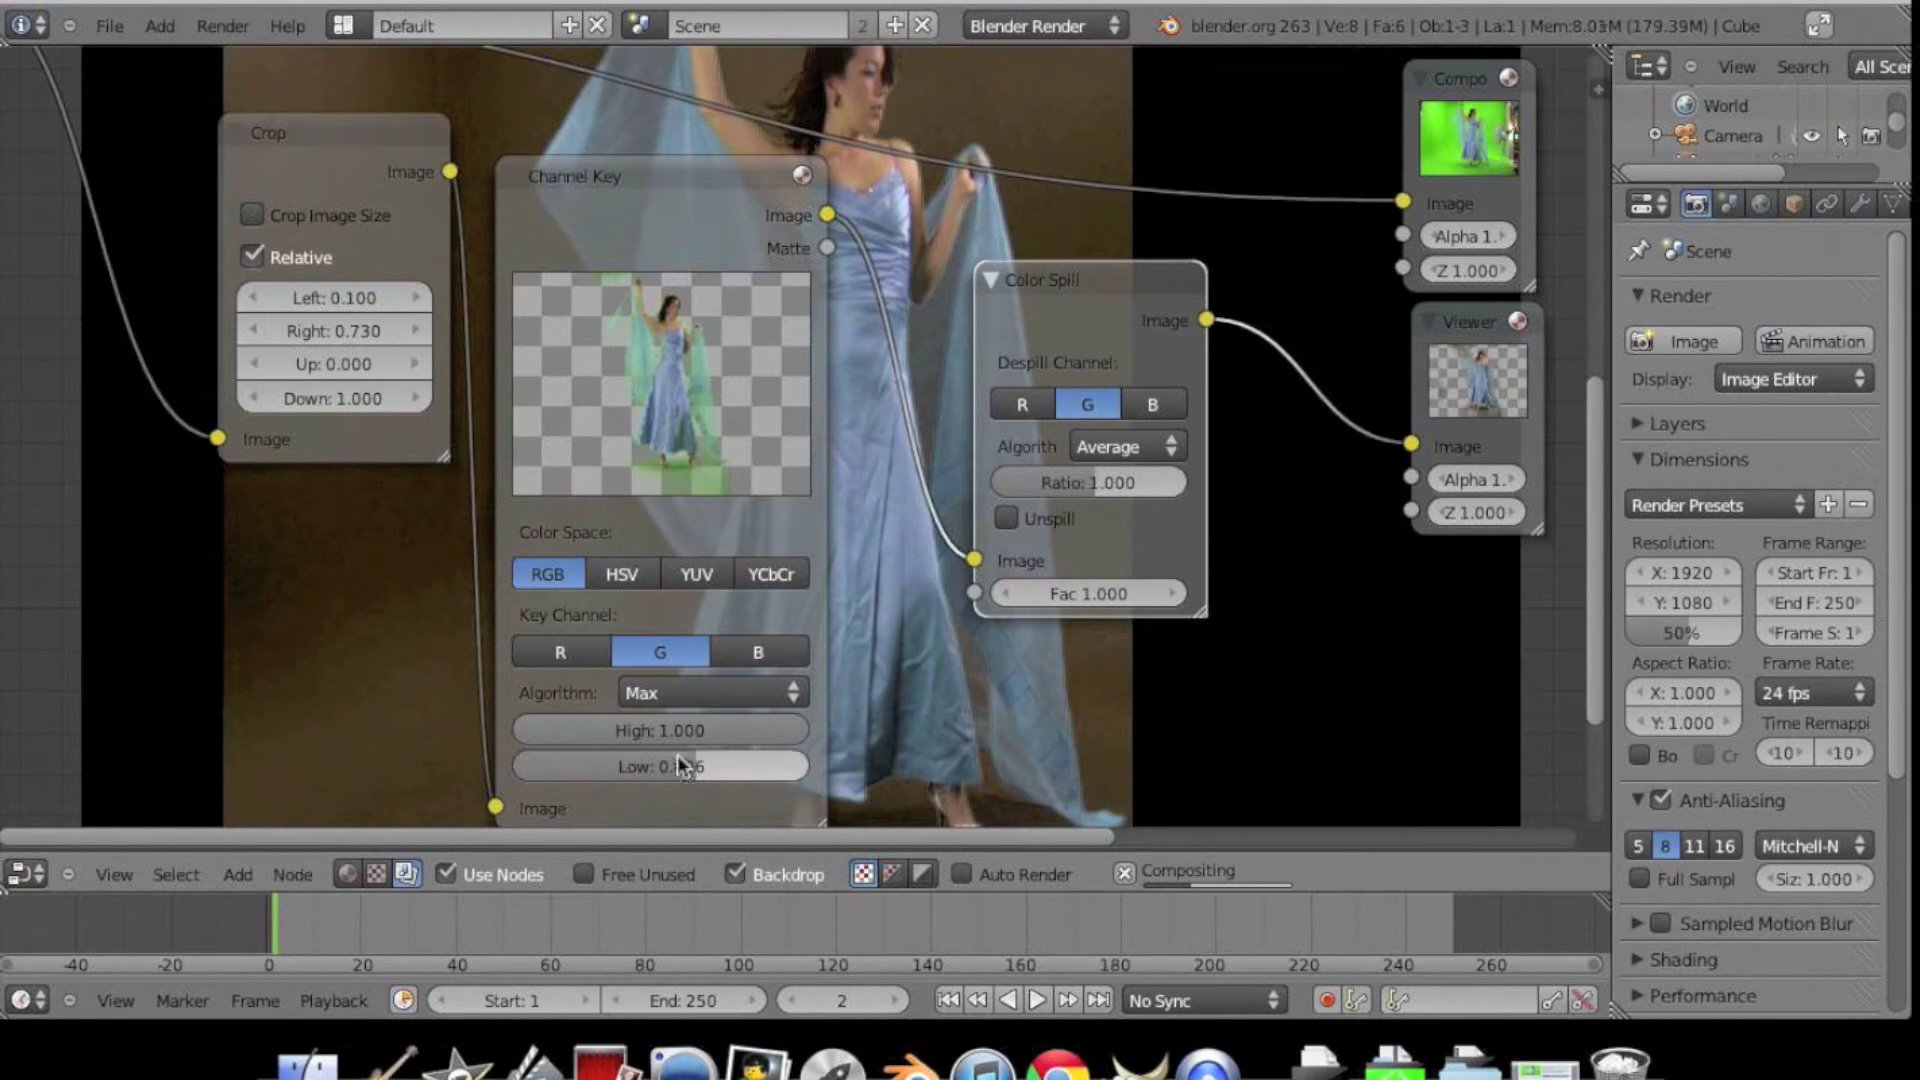 File Add Render Help Default Scene 2 Blender Render blender.org 263 | Ve:8 | Fa:6 | Ob:1-3 | La:1 | (179.39M) | Cube
View Search All Scer
World
Camera
Crop
Image
Crop Image Size
Relative
Left: 0.100
Right: 0.730
Up: 0.000
Down: 1.000
Image
Channel Key
Image
Matte
Color Space:
RGB HSV YUV YCbCr
Key Channel:
R G B
Algorithm: Max
High: 1.000
Low:
Image
Color Spill
Image
Despill Channel:
R G B
Algorith Average
Ratio: 1.000
Unspill
Image
Fac 1.000
Compo
Image
Alpha 1.
Z 1.000
Viewer
Image
Alpha 1.
Z 1.000
Scene
Render
Image Animation
Display: Image Editor
Layers
Dimensions
Render Presets
Resolution: Frame Range:
X: 1920 Start Fr: 1
Y: 1080 End F: 250
50% Frame S: 1
Aspect Ratio: Frame Rate:
X: 1.000 24 fps
Y: 1.000 Time Remappi
Bo Cr 10 10
Anti-Aliasing
5 8 11 16 Mitchell-N
Full Sampl Siz: 1.000
Sampled Motion Blur
Shading
Performance
View Select Add Node Use Nodes Free Unused Backdrop Auto Render Compositing
-40 -20 0 20 40 60 80 100 120 140 160 180 200 220 240 260
View Marker Frame Playback Start: 1 End: 250 2 No Sync